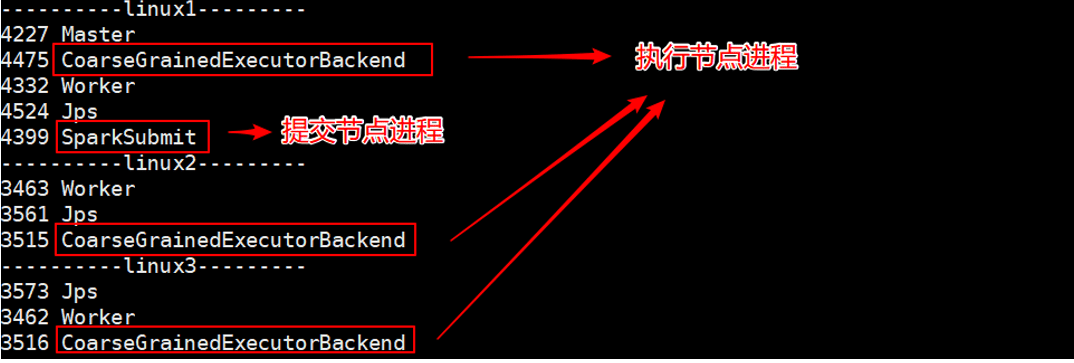 ----------linux1---------
4227 Master
4475 CoarseGrainedExecutorBackend
执行节点进程
4332 Worker
4524 Jps
4399 SparkSubmit
提交节点进程
----------linux2---------
3463 Worker
3561 Jps
3515 CoarseGrainedExecutorBackend
----------linux3---------
3573 Jps
3462 Worker
3516 CoarseGrainedExecutorBackend